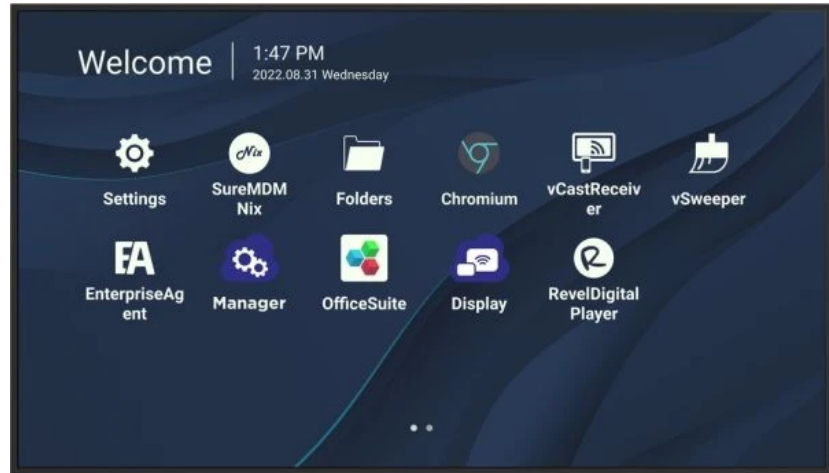 Welcome
1:47 PM
2022.08.31 Wednesday
Settings
Nix
SureMDM
Nix
Folders
Chromium
vCastReceiv
er
vSweeper
EA
EnterpriseAg
ent
Manager
OfficeSuite
Display
R
RevelDigital
Player